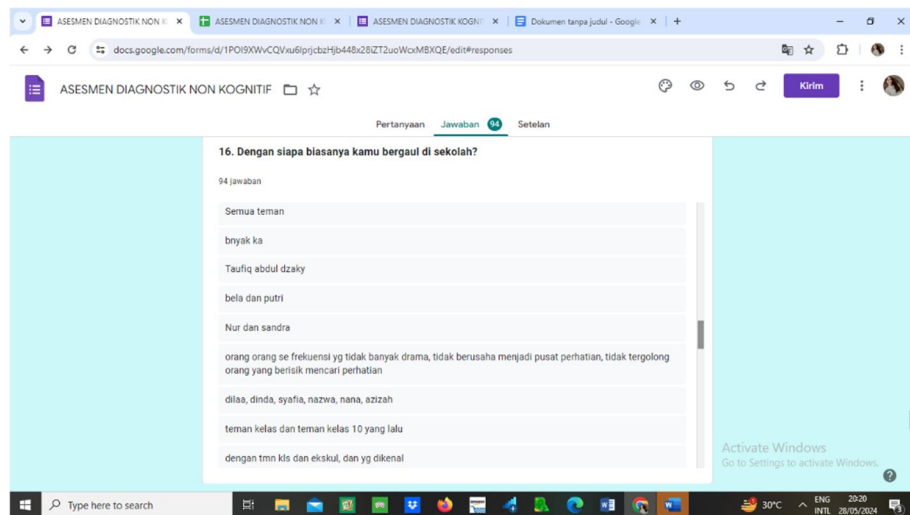 ASESMEN DIAGNOSTIK NON K
ASESMEN DIAGNOSTIK NON K
ASESMEN DIAGNOSTIK KOGNI
Dokumen tanpa judul - Google
docs.google.com/forms/d/1POI9XWvCQVxu6IprjcbzHjb448x28iZT2uoWcxMBXQE/edit#responses
ASESMEN DIAGNOSTIK NON KOGNITIF
Kirim
Pertanyaan Jawaban 94 Setelan
16. Dengan siapa biasanya kamu bergaul di sekolah?
94 jawaban
Semua teman
bnyak ka
Taufiq abdul dzaky
bela dan putri
Nur dan sandra
orang orang se frekuensi yg tidak banyak drama, tidak berusaha menjadi pusat perhatian, tidak tergolong
orang yang berisik mencari perhatian
dilaa, dinda, syafia, nazwa, nana, azizah
teman kelas dan teman kelas 10 yang lalu
dengan tmn kls dan ekskul, dan yg dikenal
Activate Windows
Go to Settings to activate Windows.
Type here to search
30°C
ENG
INTL
20:20
28/05/2024